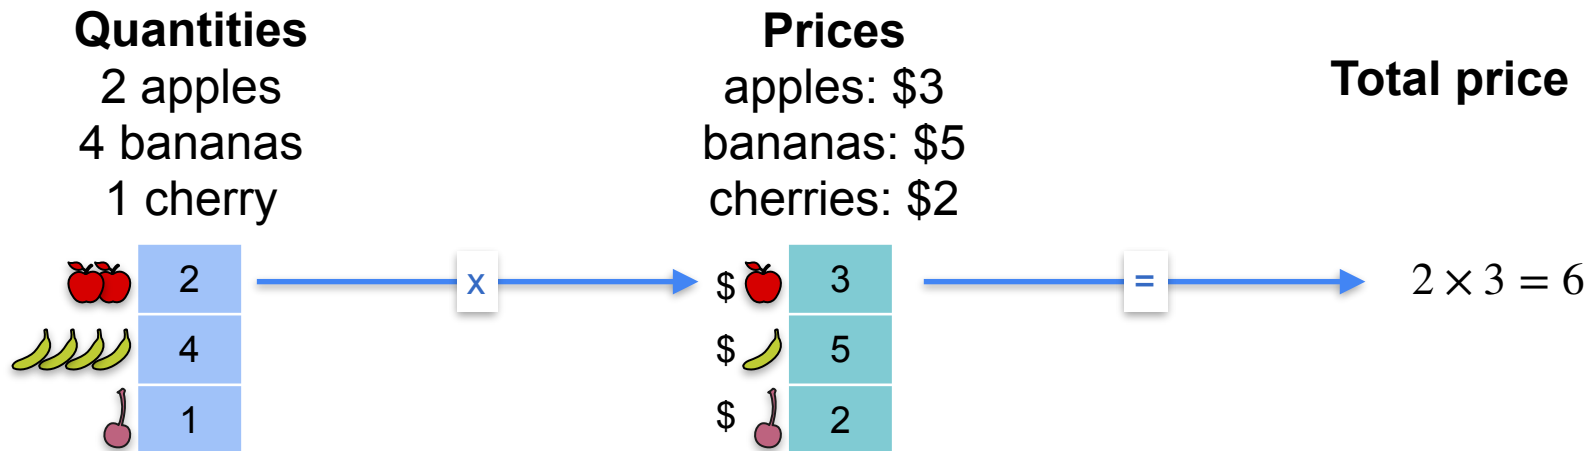 Quantities
2 apples
4 bananas
1 cherry
Prices
apples: $3
bananas: $5
cherries: $2
Total price
2 x $ 3 = 2 × 3 = 6
4 $ 5
1 $ 2